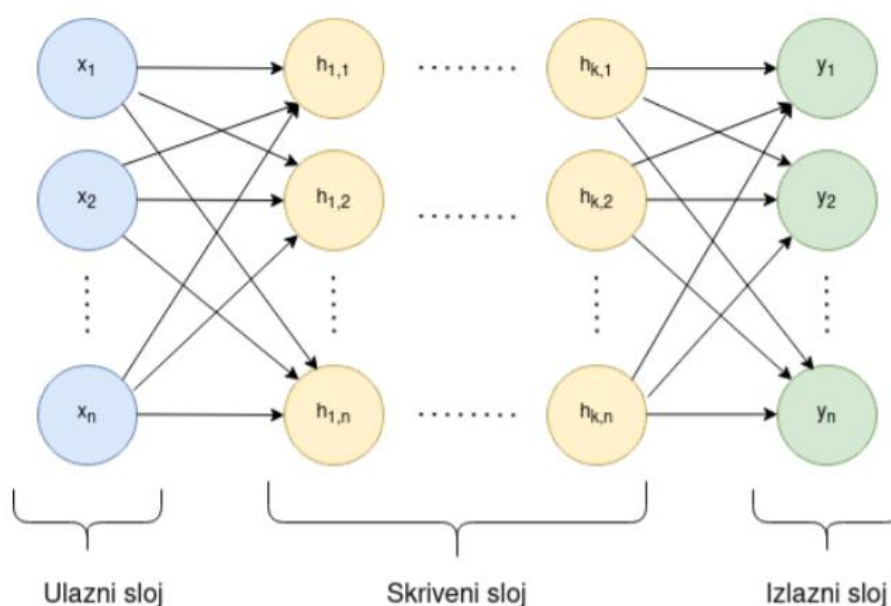 x1 h1,1 hk,1 y1
x2 h1,2 hk,2 y2
xn h1,n hk,n yn
Ulazni sloj Skriveni sloj Izlazni sloj